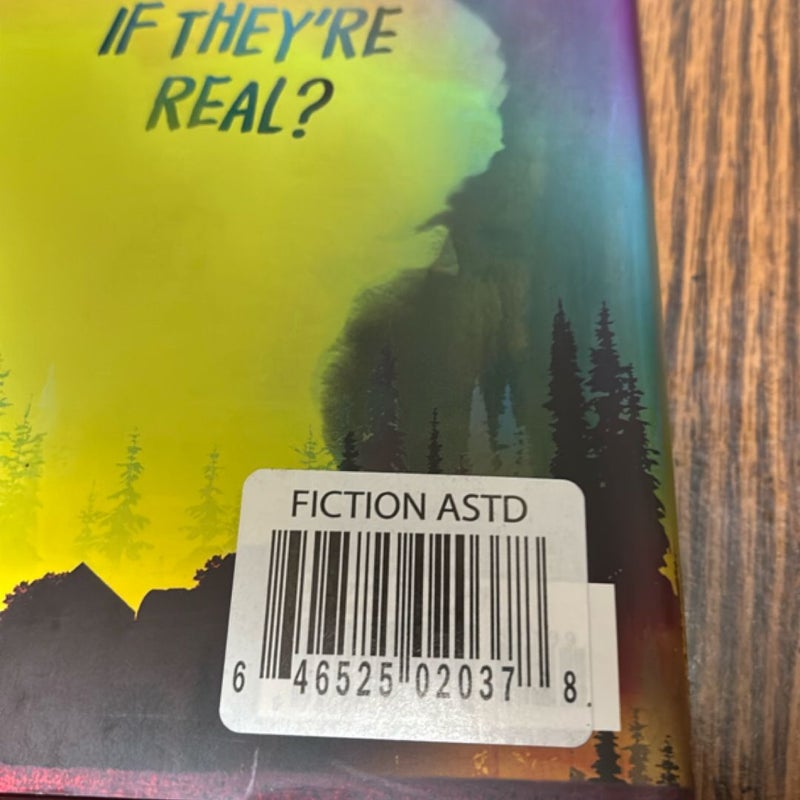 IF THEY'RE
REAL?
FICTION ASTD
6 46525 02037 8